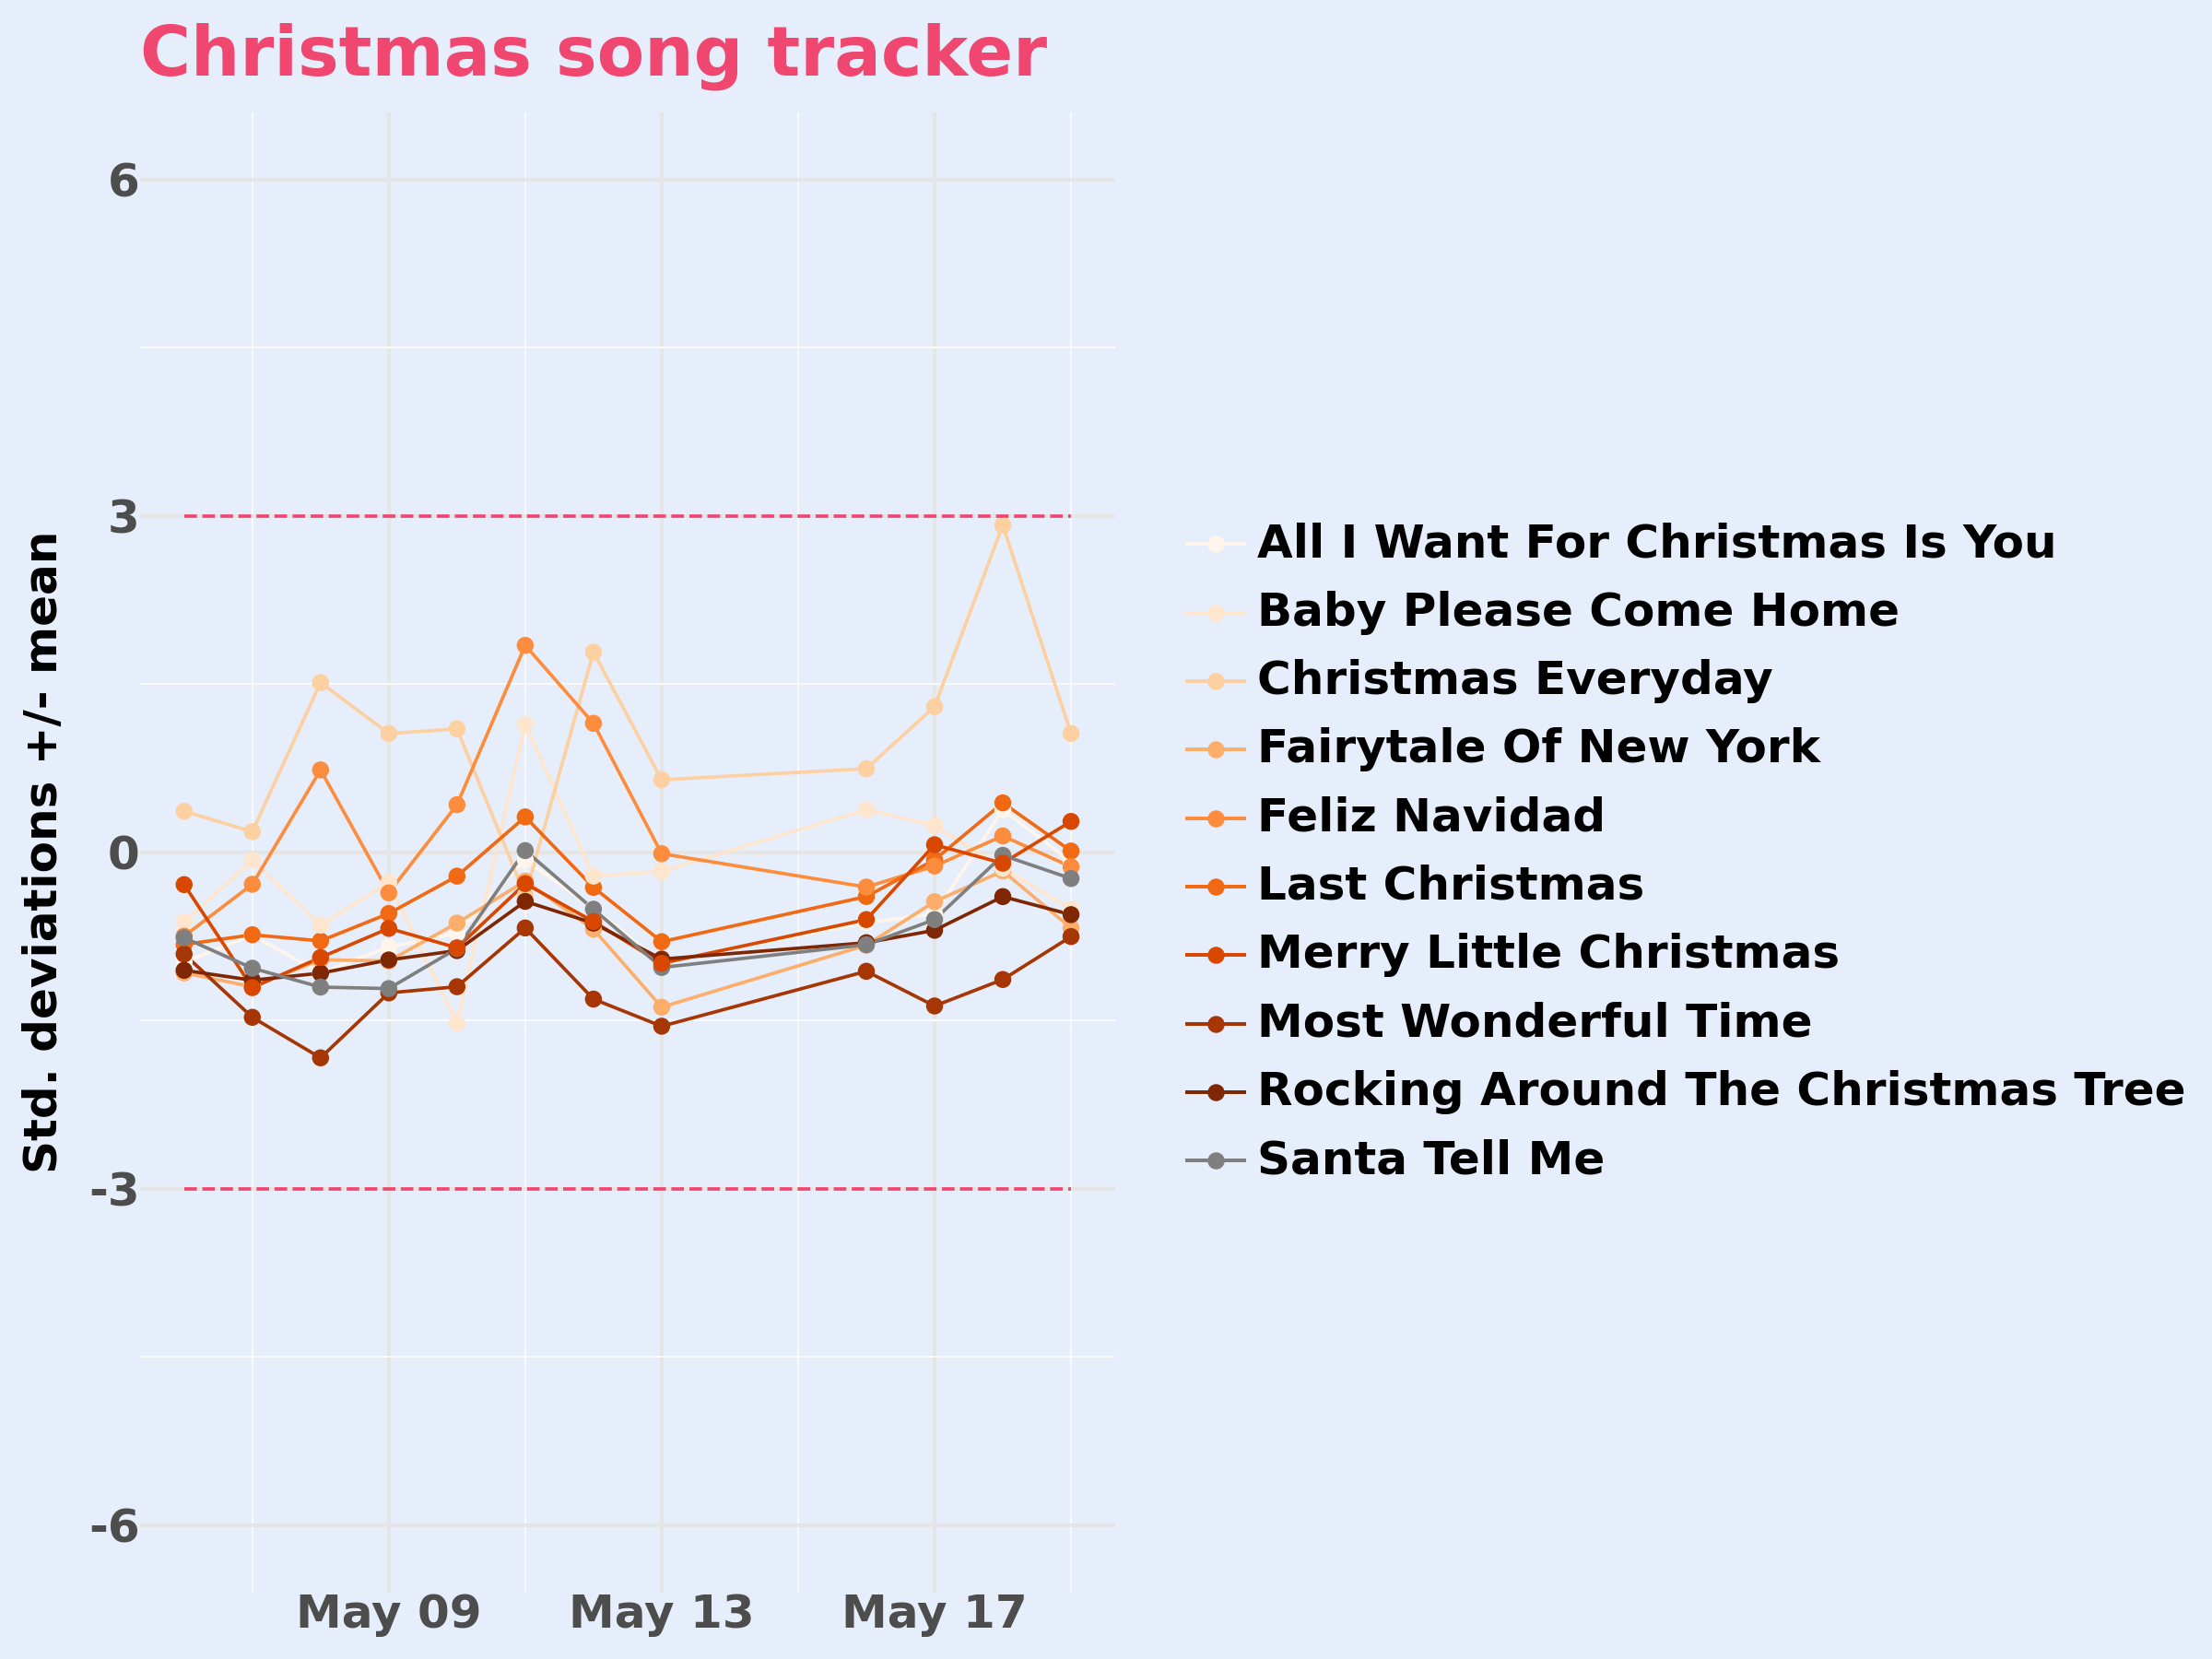 Christmas song tracker
Std. deviations +/- mean
6
3
0
-3
-6
May 09
May 13
May 17
All I Want For Christmas Is You
Baby Please Come Home
Christmas Everyday
Fairytale Of New York
Feliz Navidad
Last Christmas
Merry Little Christmas
Most Wonderful Time
Rocking Around The Christmas Tree
Santa Tell Me